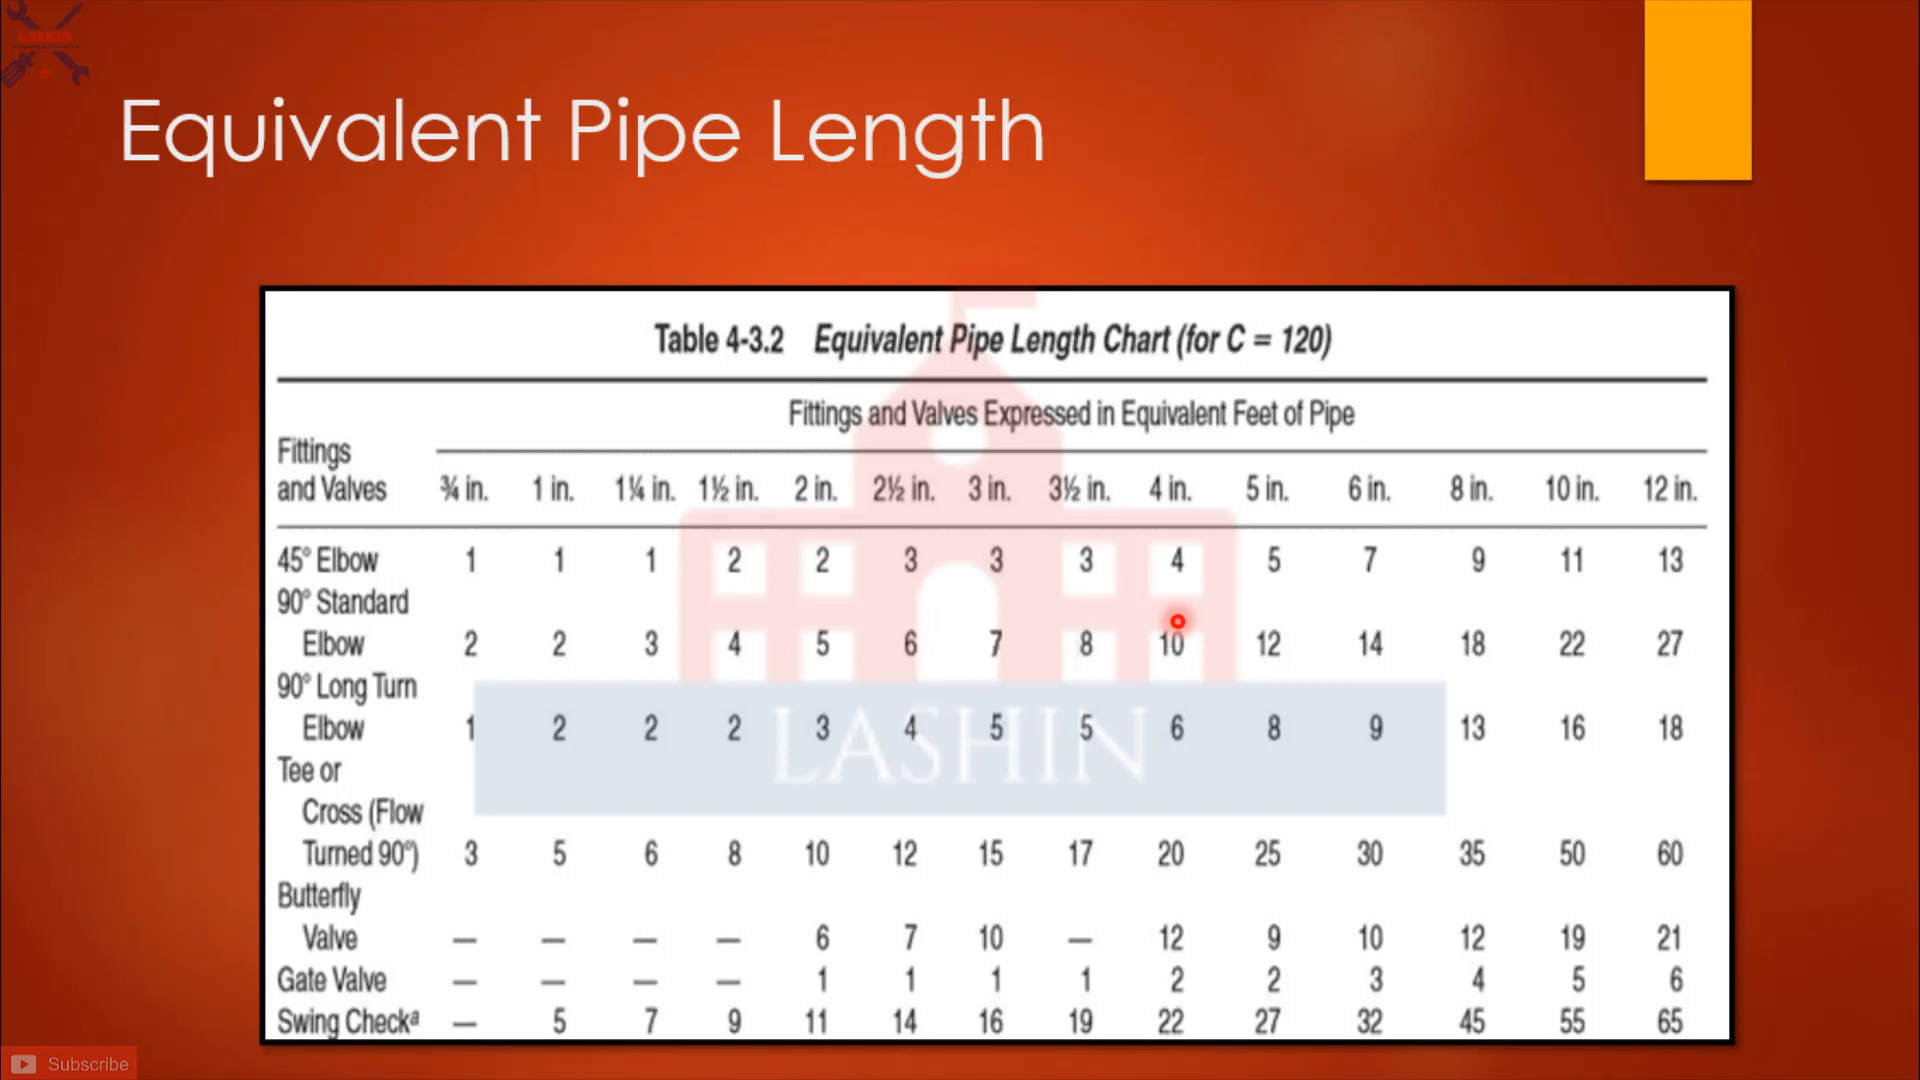 LASHIN
Equivalent Pipe Length
Table 4-3.2 Equivalent Pipe Length Chart (for C = 120)
Fittings and Valves Expressed in Equivalent Feet of Pipe
Fittings
and Valves ¾ in. 1 in. 1¼ in. 1½ in. 2 in. 2½ in. 3 in. 3½ in. 4 in. 5 in. 6 in. 8 in. 10 in. 12 in.
45° Elbow 1 1 1 2 2 3 3 3 4 5 7 9 11 13
90° Standard
Elbow 2 2 3 4 5 6 7 8 10 12 14 18 22 27
90° Long Turn
Elbow 1 2 2 2 3 4 5 5 6 8 9 13 16 18
LASHIN
Tee or
Cross (Flow
Turned 90°) 3 5 6 8 10 12 15 17 20 25 30 35 50 60
Butterfly
Valve — — — — 6 7 10 — 12 9 10 12 19 21
Gate Valve — — — — 1 1 1 1 2 2 3 4 5 6
Swing Checkª — 5 7 9 11 14 16 19 22 27 32 45 55 65
Subscribe